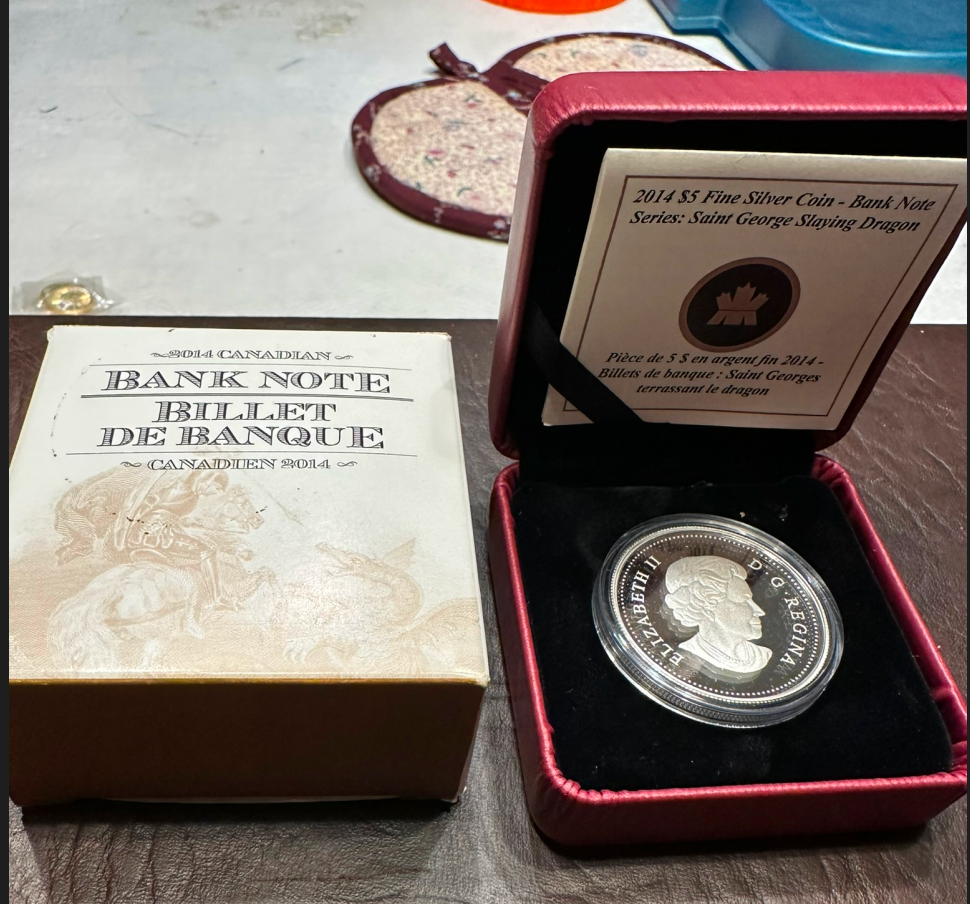 2014 CANADIAN
BANK NOTE
BILLET
DE BANQUE
CANADIEN 2014
2014 $5 Fine Silver Coin - Bank Note
Series: Saint George Slaying Dragon
Pièce de 5 $ en argent fin 2014 -
Billets de banque : Saint Georges
terrassant le dragon
ELIZABETH II D. G. REGINA